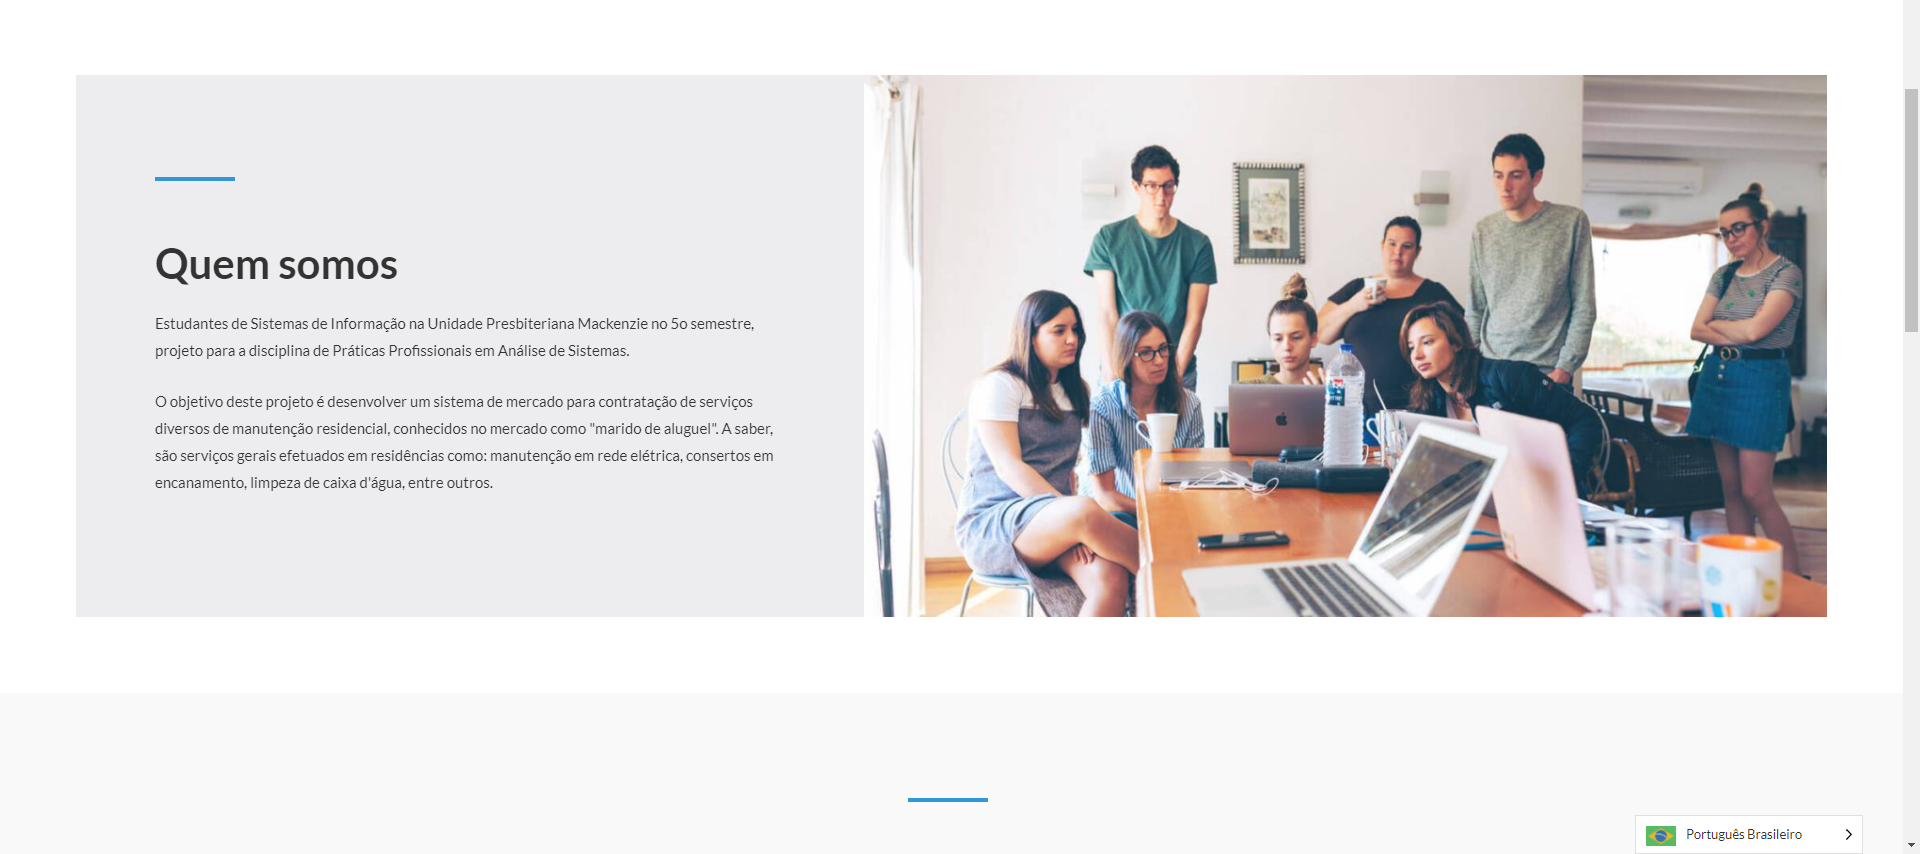 Quem somos
Estudantes de Sistemas de Informação na Unidade Presbiteriana Mackenzie no 5o semestre,
projeto para a disciplina de Práticas Profissionais em Análise de Sistemas.
O objetivo deste projeto é desenvolver um sistema de mercado para contratação de serviços
diversos de manutenção residencial, conhecidos no mercado como "marido de aluguel". A saber,
são serviços gerais efetuados em residências como: manutenção em rede elétrica, consertos em
encanamento, limpeza de caixa d'água, entre outros.
Português Brasileiro